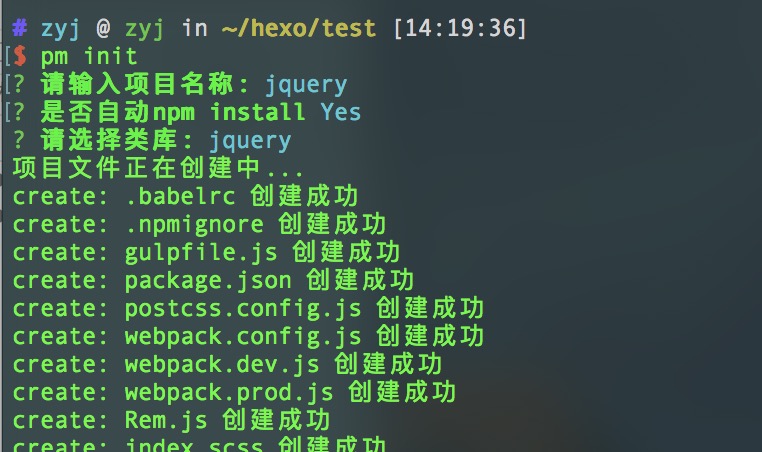 # zyj @ zyj in ~/hexo/test [14:19:36]
[$ pm init
[? 请输入项目名称: jquery
[? 是否自动npm install Yes
? 请选择类库: jquery
项目文件正在创建中...
create: .babelrc 创建成功
create: .npmignore 创建成功
create: gulpfile.js 创建成功
create: package.json 创建成功
create: postcss.config.js 创建成功
create: webpack.config.js 创建成功
create: webpack.dev.js 创建成功
create: webpack.prod.js 创建成功
create: Rem.js 创建成功
create: index.scss 创建成功